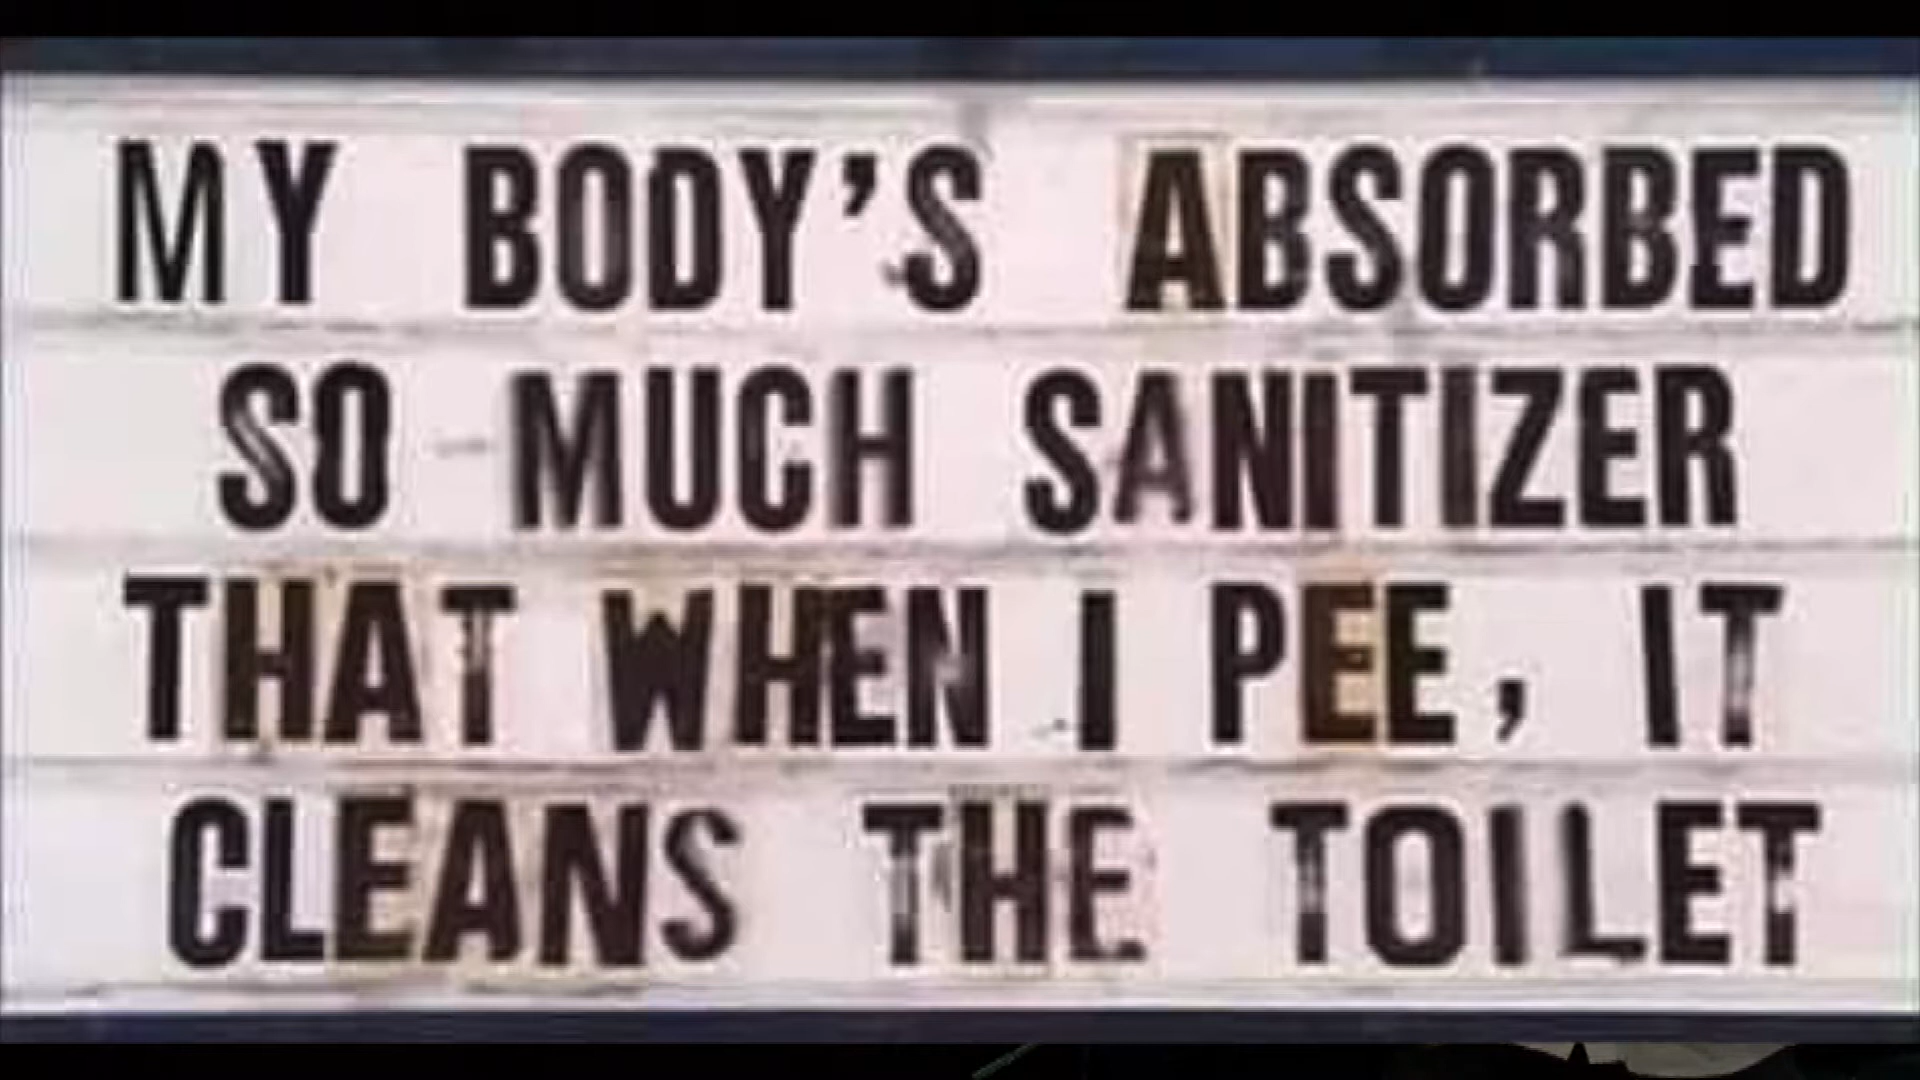 MY BODY'S ABSORBED
SO MUCH SANITIZER
THAT WHEN I PEE, IT
CLEANS THE TOILET